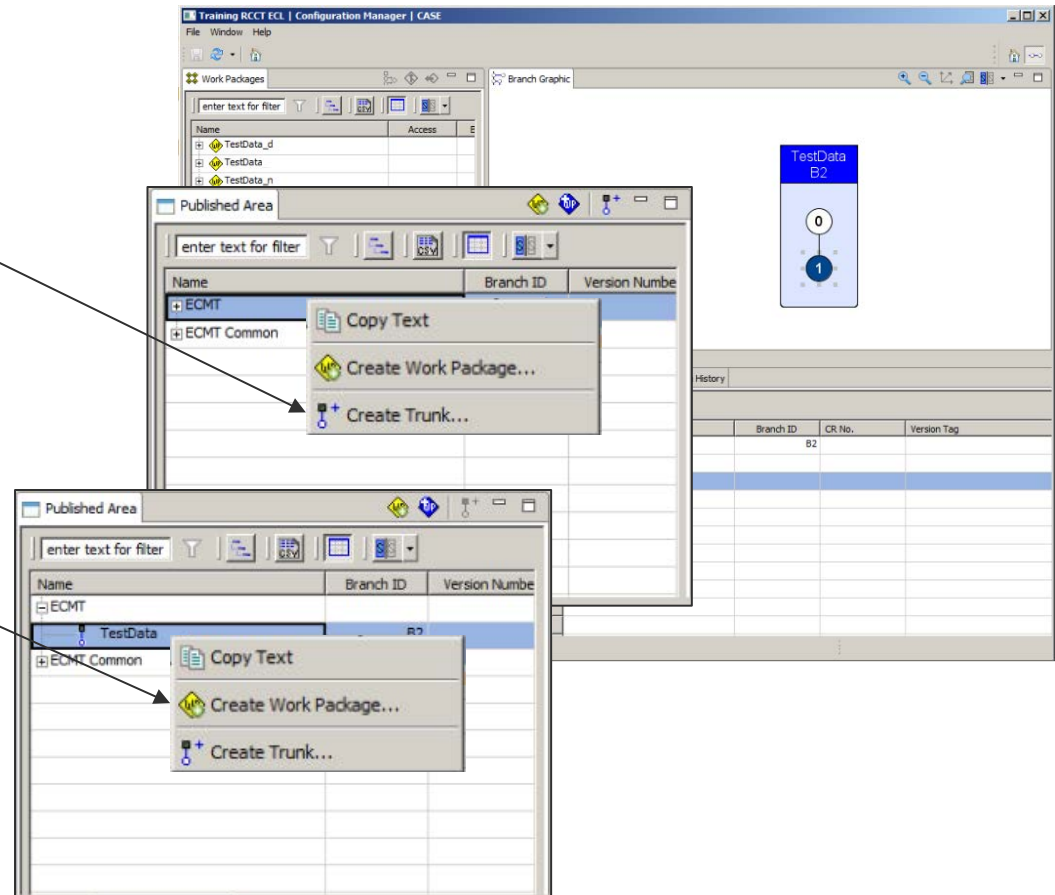 Training RCCT ECL | Configuration Manager | CASE
File Window Help
Work Packages
Branch Graphic
enter text for filter
CSV
Name Access E
TestData_d
TestData
TestData_n
TestData
B2
0
1
Published Area
enter text for filter
CSV
Name Branch ID Version Numbe
ECMT
ECMT Common
Copy Text
Create Work Package...
Create Trunk...
History
Branch ID CR No. Version Tag
B2
Published Area
enter text for filter
CSV
Name Branch ID Version Numbe
ECMT
TestData B2
ECMT Common
Copy Text
Create Work Package...
Create Trunk...